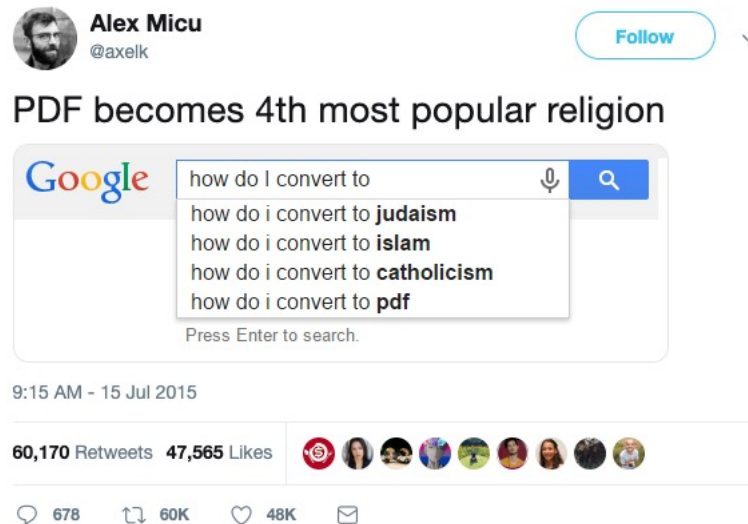 Alex Micu
@axelk
Follow
PDF becomes 4th most popular religion
Google
how do I convert to
how do i convert to judaism
how do i convert to islam
how do i convert to catholicism
how do i convert to pdf
Press Enter to search.
9:15 AM - 15 Jul 2015
60,170 Retweets 47,565 Likes
678 60K 48K